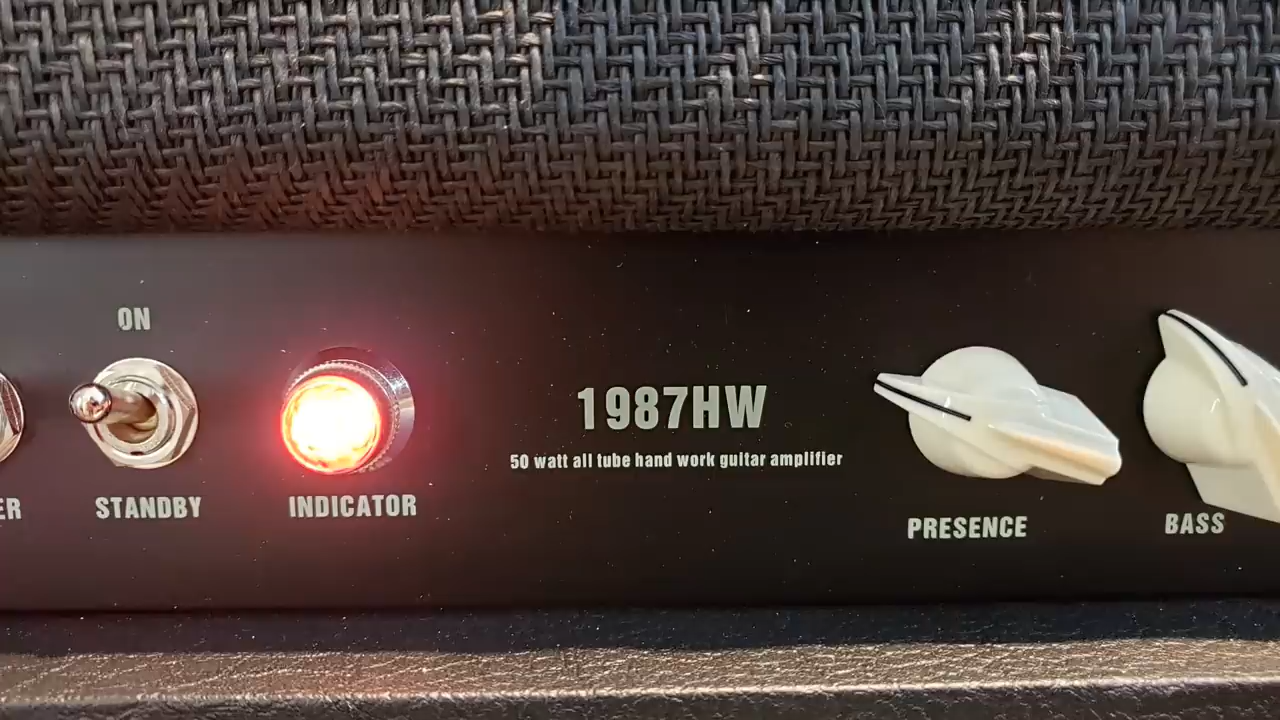 ON
STANDBY
INDICATOR
1987HW
50 watt all tube hand work guitar amplifier
PRESENCE
BASS